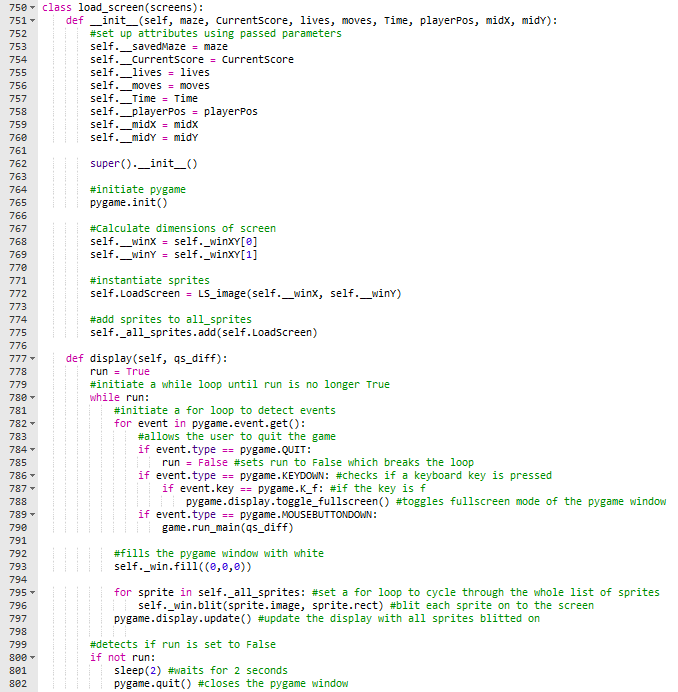 750 class load_screen(screens):
751     def __init__(self, maze, CurrentScore, lives, moves, Time, playerPos, midX, midY):
752         #set up attributes using passed parameters
753         self.__savedMaze = maze
754         self.__CurrentScore = CurrentScore
755         self.__lives = lives
756         self.__moves = moves
757         self.__Time = Time
758         self.__playerPos = playerPos
759         self.__midX = midX
760         self.__midY = midY
761
762         super().__init__()
763
764         #initiate pygame
765         pygame.init()
766
767         #Calculate dimensions of screen
768         self.__winX = self._winXY[0]
769         self.__winY = self._winXY[1]
770
771         #instantiate sprites
772         self.LoadScreen = LS_image(self.__winX, self.__winY)
773
774         #add sprites to all_sprites
775         self._all_sprites.add(self.LoadScreen)
776
777     def display(self, qs_diff):
778         run = True
779         #initiate a while loop until run is no longer True
780         while run:
781             #initiate a for loop to detect events
782             for event in pygame.event.get():
783                 #allows the user to quit the game
784                 if event.type == pygame.QUIT:
785                     run = False #sets run to False which breaks the loop
786                 if event.type == pygame.KEYDOWN: #checks if a keyboard key is pressed
787                     if event.key == pygame.K_f: #if the key is f
788                         pygame.display.toggle_fullscreen() #toggles fullscreen mode of the pygame window
789                 if event.type == pygame.MOUSEBUTTONDOWN:
790                     game.run_main(qs_diff)
791
792             #fills the pygame window with white
793             self._win.fill((0,0,0))
794
795             for sprite in self._all_sprites: #set a for loop to cycle through the whole list of sprites
796                 self._win.blit(sprite.image, sprite.rect) #blit each sprite on to the screen
797             pygame.display.update() #update the display with all sprites blitted on
798
799         #detects if run is set to False
800         if not run:
801             sleep(2) #waits for 2 seconds
802             pygame.quit() #closes the pygame window